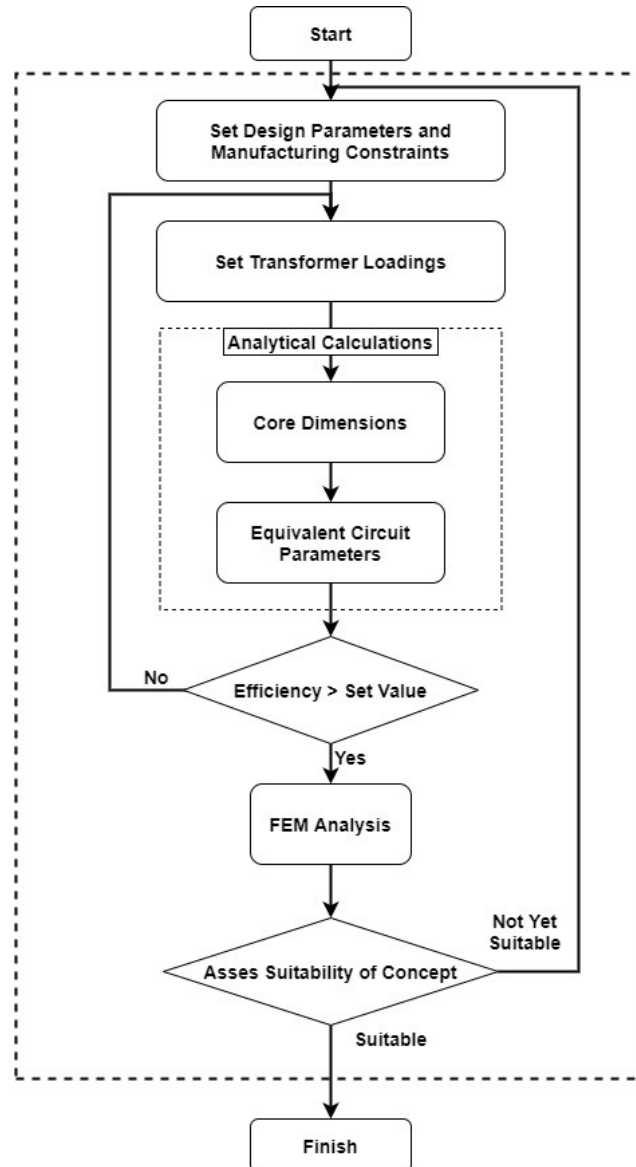 Start
Set Design Parameters and
Manufacturing Constraints
Set Transformer Loadings
Analytical Calculations
Core Dimensions
Equivalent Circuit
Parameters
No
Efficiency > Set Value
Yes
FEM Analysis
Not Yet
Suitable
Asses Suitability of Concept
Suitable
Finish